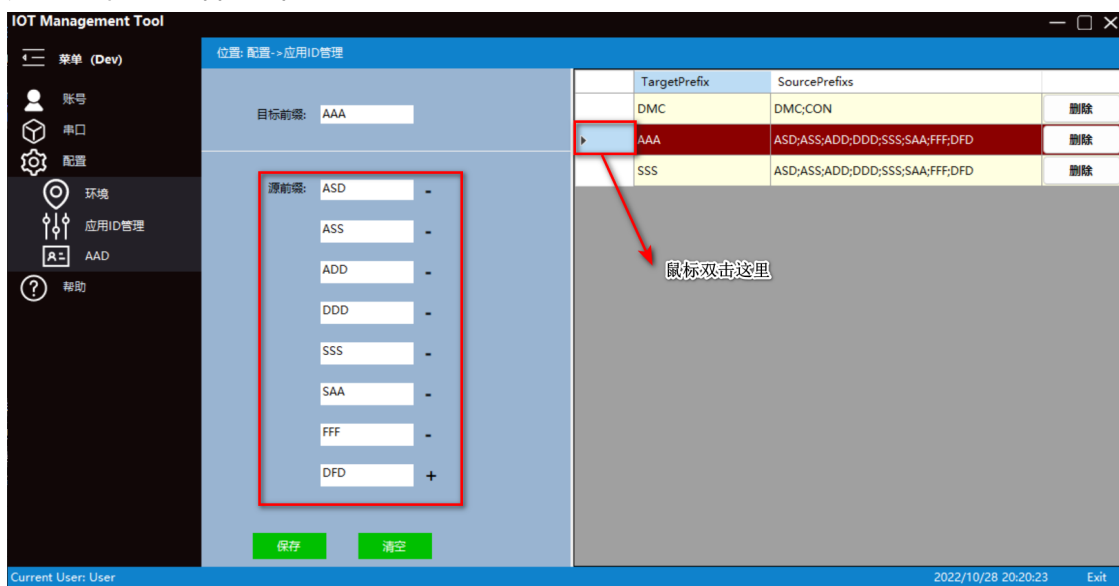 IOT Management Tool
菜单 (Dev)
账号
串口
配置
环境
应用ID管理
AAD
帮助
位置: 配置->应用ID管理
目标前缀: AAA
源前缀: ASD -
ASS -
ADD -
DDD -
SSS -
SAA -
FFF -
DFD +
保存 清空
TargetPrefix SourcePrefixs
DMC DMC;CON 删除
AAA ASD;ASS;ADD;DDD;SSS;SAA;FFF;DFD 删除
SSS ASD;ASS;ADD;DDD;SSS;SAA;FFF;DFD 删除
鼠标双击这里
Current User: User 2022/10/28 20:20:23 Exit